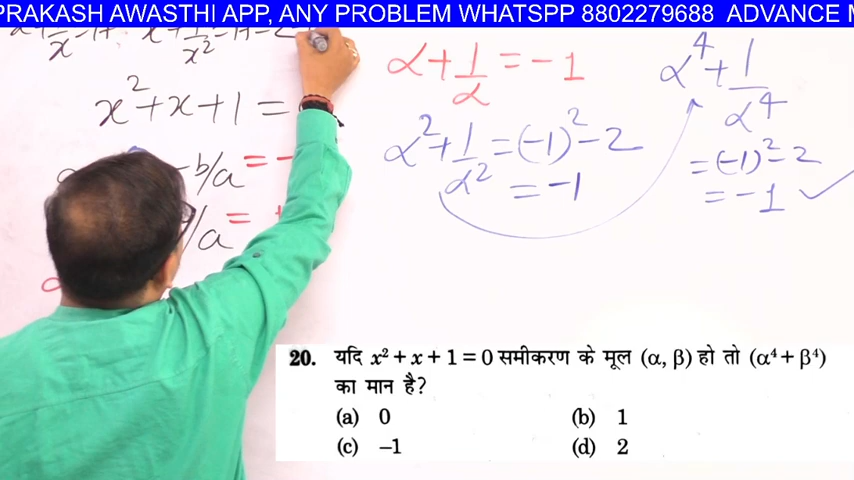 PRAKASH AWASTHI APP, ANY PROBLEM WHATSPP 8802279688 ADVANCE M
x² + x + 1 =
-b/a = -
/a = +
α + 1/α = -1
α² + 1/α² = (-1)² - 2
= -1
α⁴ + 1/α⁴
= (-1)² - 2
= -1 ✓
20. यदि x² + x + 1 = 0 समीकरण के मूल (α, β) हो तो (α⁴ + β⁴)
का मान है?
(a) 0 (b) 1
(c) –1 (d) 2